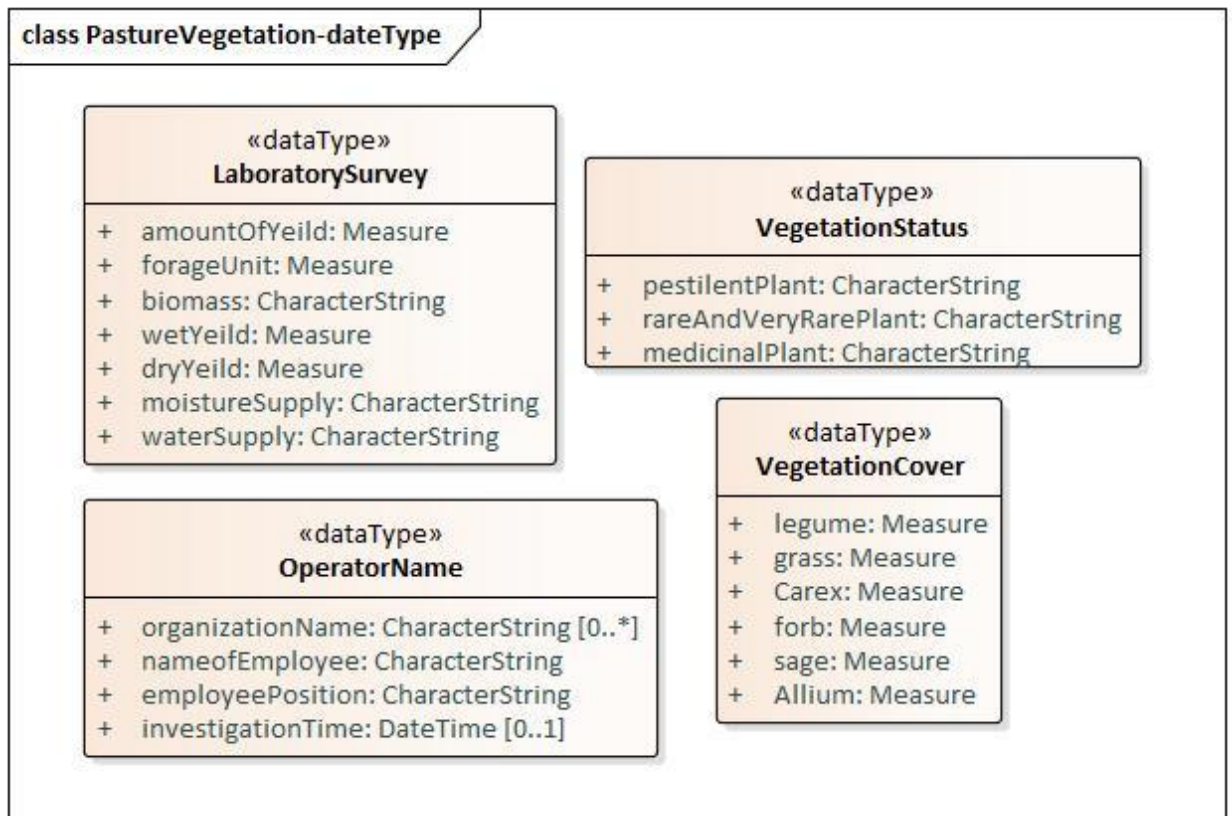 class PastureVegetation-dateType
«dataType»
LaboratorySurvey
+ amountOfYeild: Measure
+ forageUnit: Measure
+ biomass: CharacterString
+ wetYeild: Measure
+ dryYeild: Measure
+ moistureSupply: CharacterString
+ waterSupply: CharacterString
«dataType»
VegetationStatus
+ pestilentPlant: CharacterString
+ rareAndVeryRarePlant: CharacterString
+ medicinalPlant: CharacterString
«dataType»
OperatorName
+ organizationName: CharacterString [0..*]
+ nameofEmployee: CharacterString
+ employeePosition: CharacterString
+ investigationTime: DateTime [0..1]
«dataType»
VegetationCover
+ legume: Measure
+ grass: Measure
+ Carex: Measure
+ forb: Measure
+ sage: Measure
+ Allium: Measure